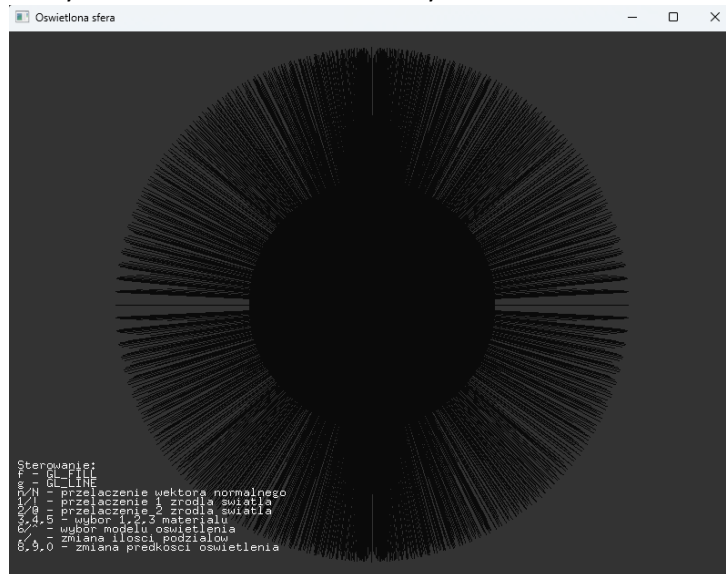 Oswietlona sfera
Sterowanie:
f - GL_FILL
g - GL_LINE
n/N - przelaczenie wektora normalnego
1/! - przelaczenie 1 zrodla swiatla
2/@ - przelaczenie 2 zrodla swiatla
3,4,5 - wybor 1,2,3 materialu
6/^ - wybor modelu oswietlenia
- zmiana ilosci podzialow
8,9,0 - zmiana predkosci oswietlenia